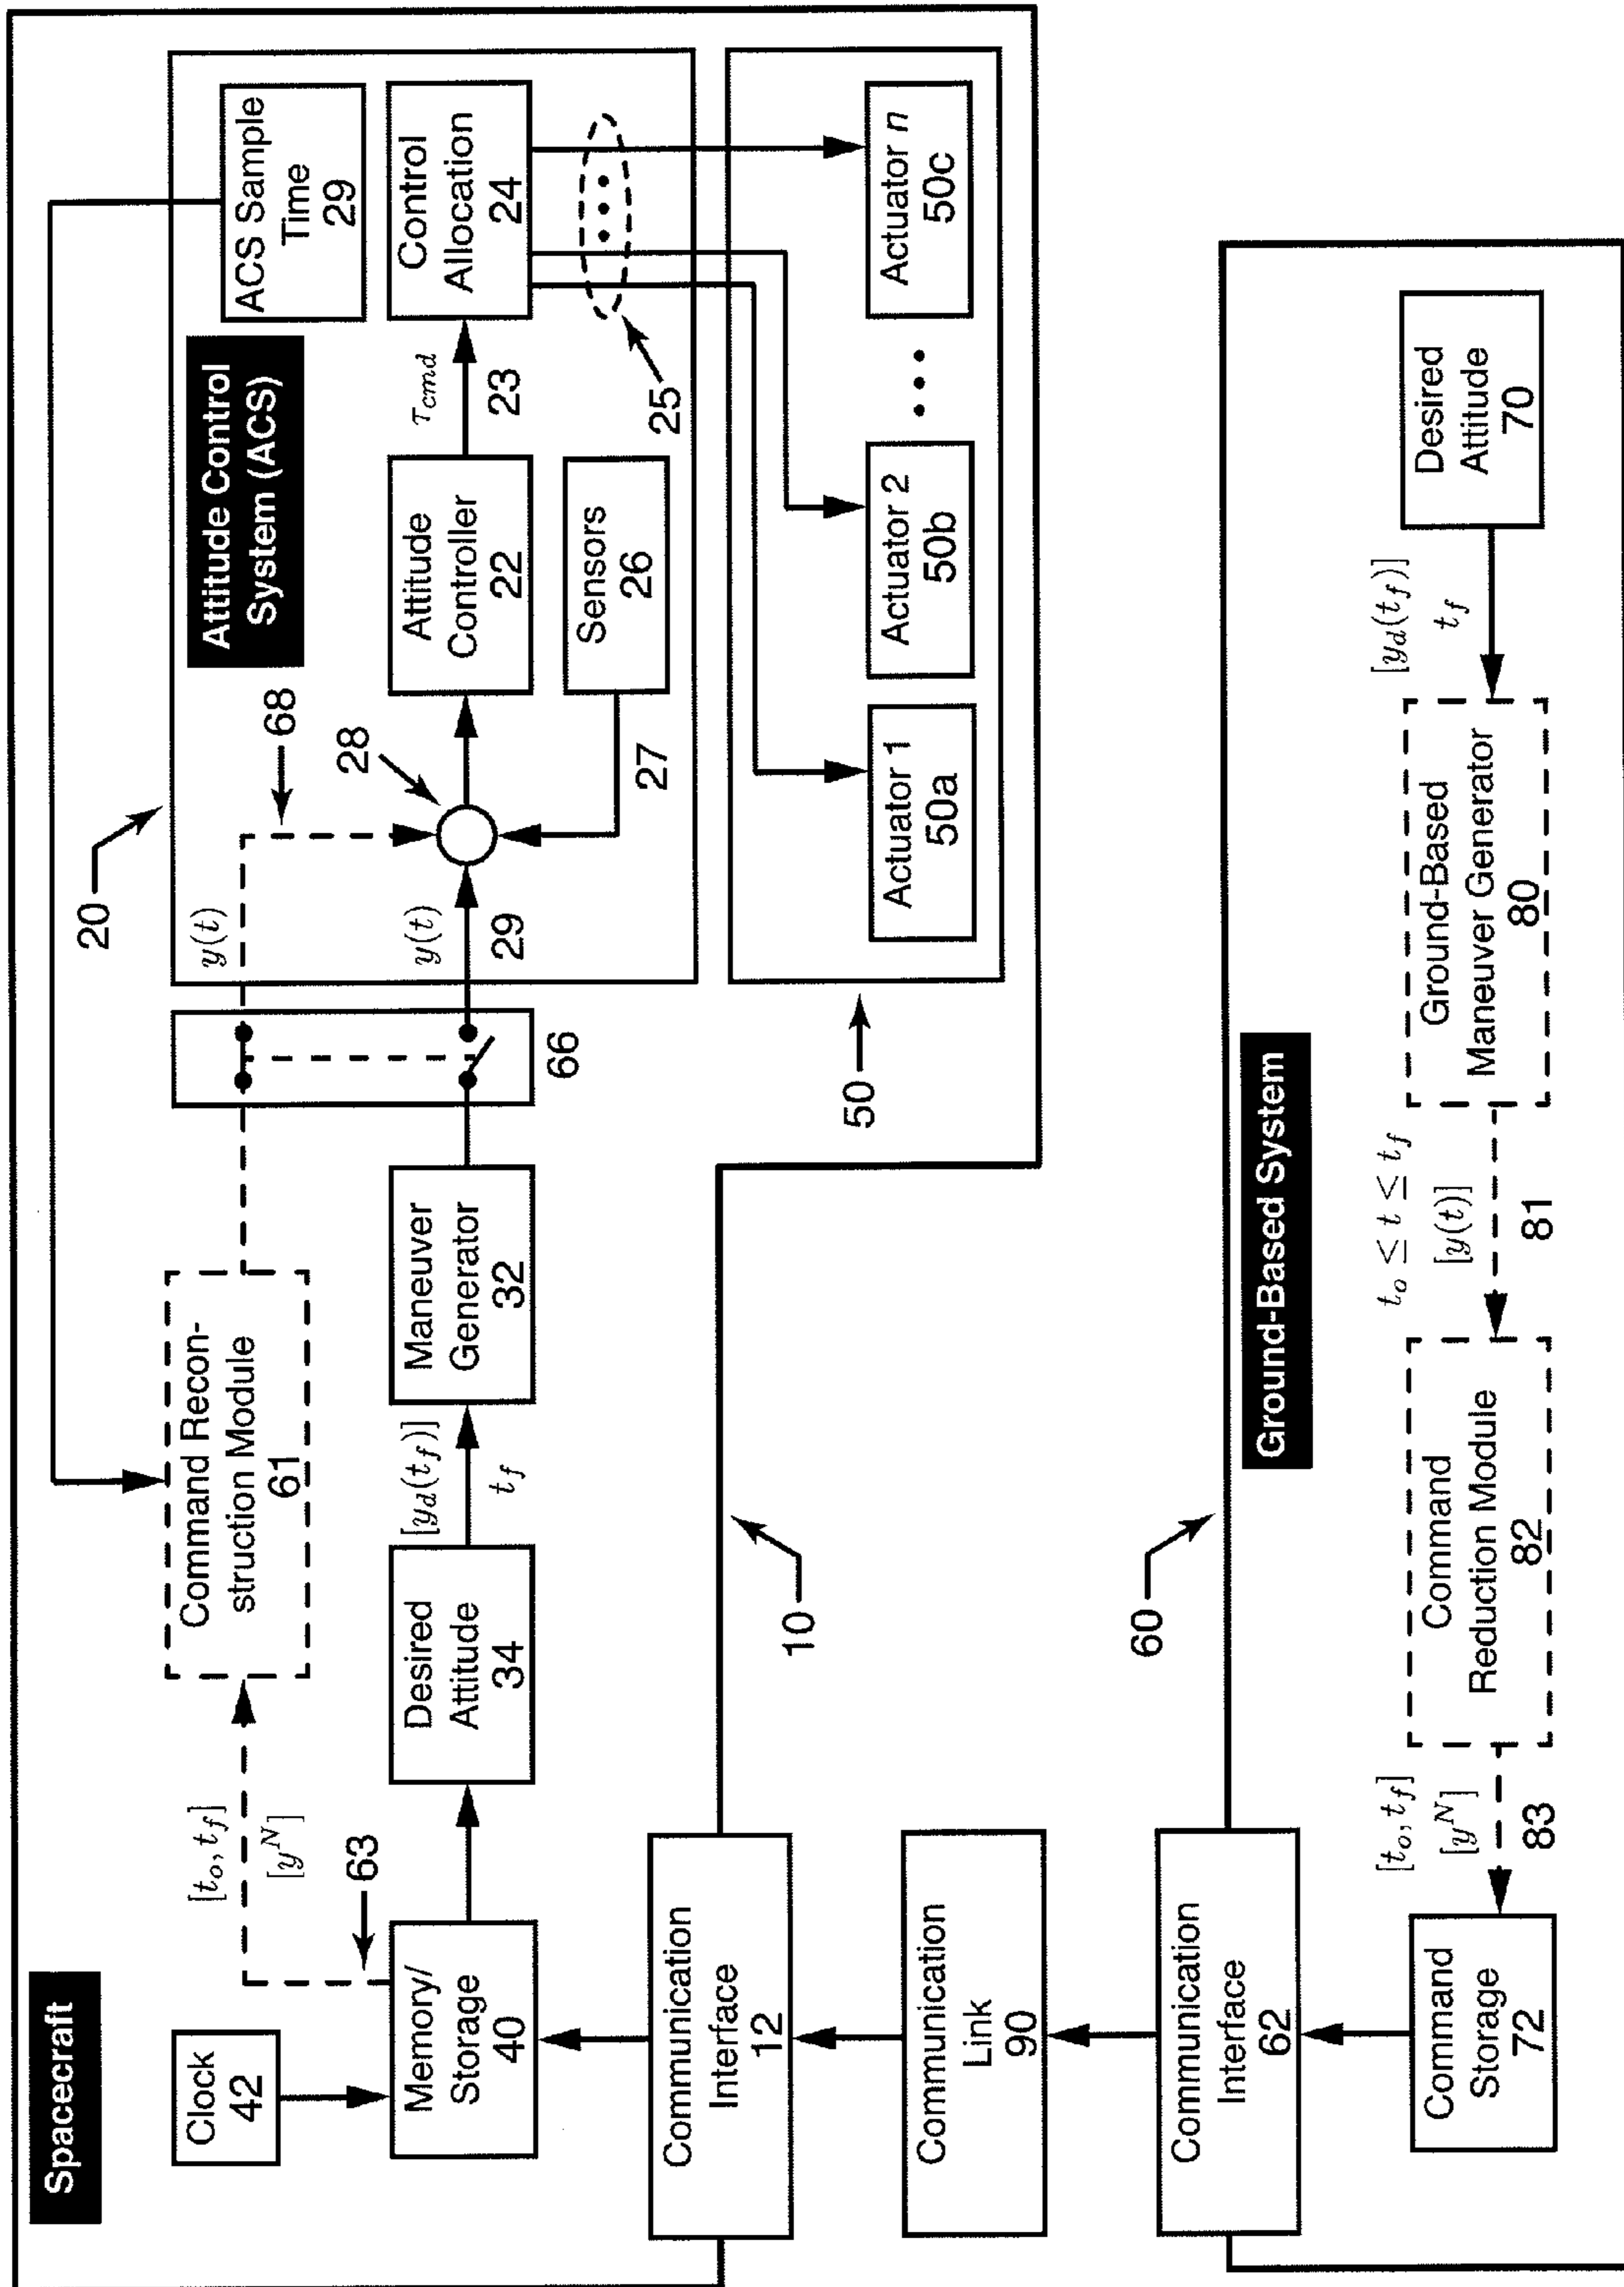 Spacecraft
Clock
42
Memory/
Storage
40
[t_o, t_f]
[y^N]
63
Command Recon-
struction Module
61
Desired
Attitude
34
[y_d(t_f)]
t_f
Maneuver
Generator
32
66
20
y(t)
68
y(t)
29
28
Attitude Control
System (ACS)
ACS Sample
Time
29
Attitude
Controller
22
τ_cmd
23
Control
Allocation
24
Sensors
26
27
25
50
Actuator 1
50a
Actuator 2
50b
• • •
Actuator n
50c
Communication
Interface
12
10
Communication
Link
90
Communication
Interface
62
60
Ground-Based System
Command
Storage
72
[t_o, t_f]
[y^N]
83
Command
Reduction Module
82
t_o ≤ t ≤ t_f
[y(t)]
81
Ground-Based
Maneuver Generator
80
[y_d(t_f)]
t_f
Desired
Attitude
70